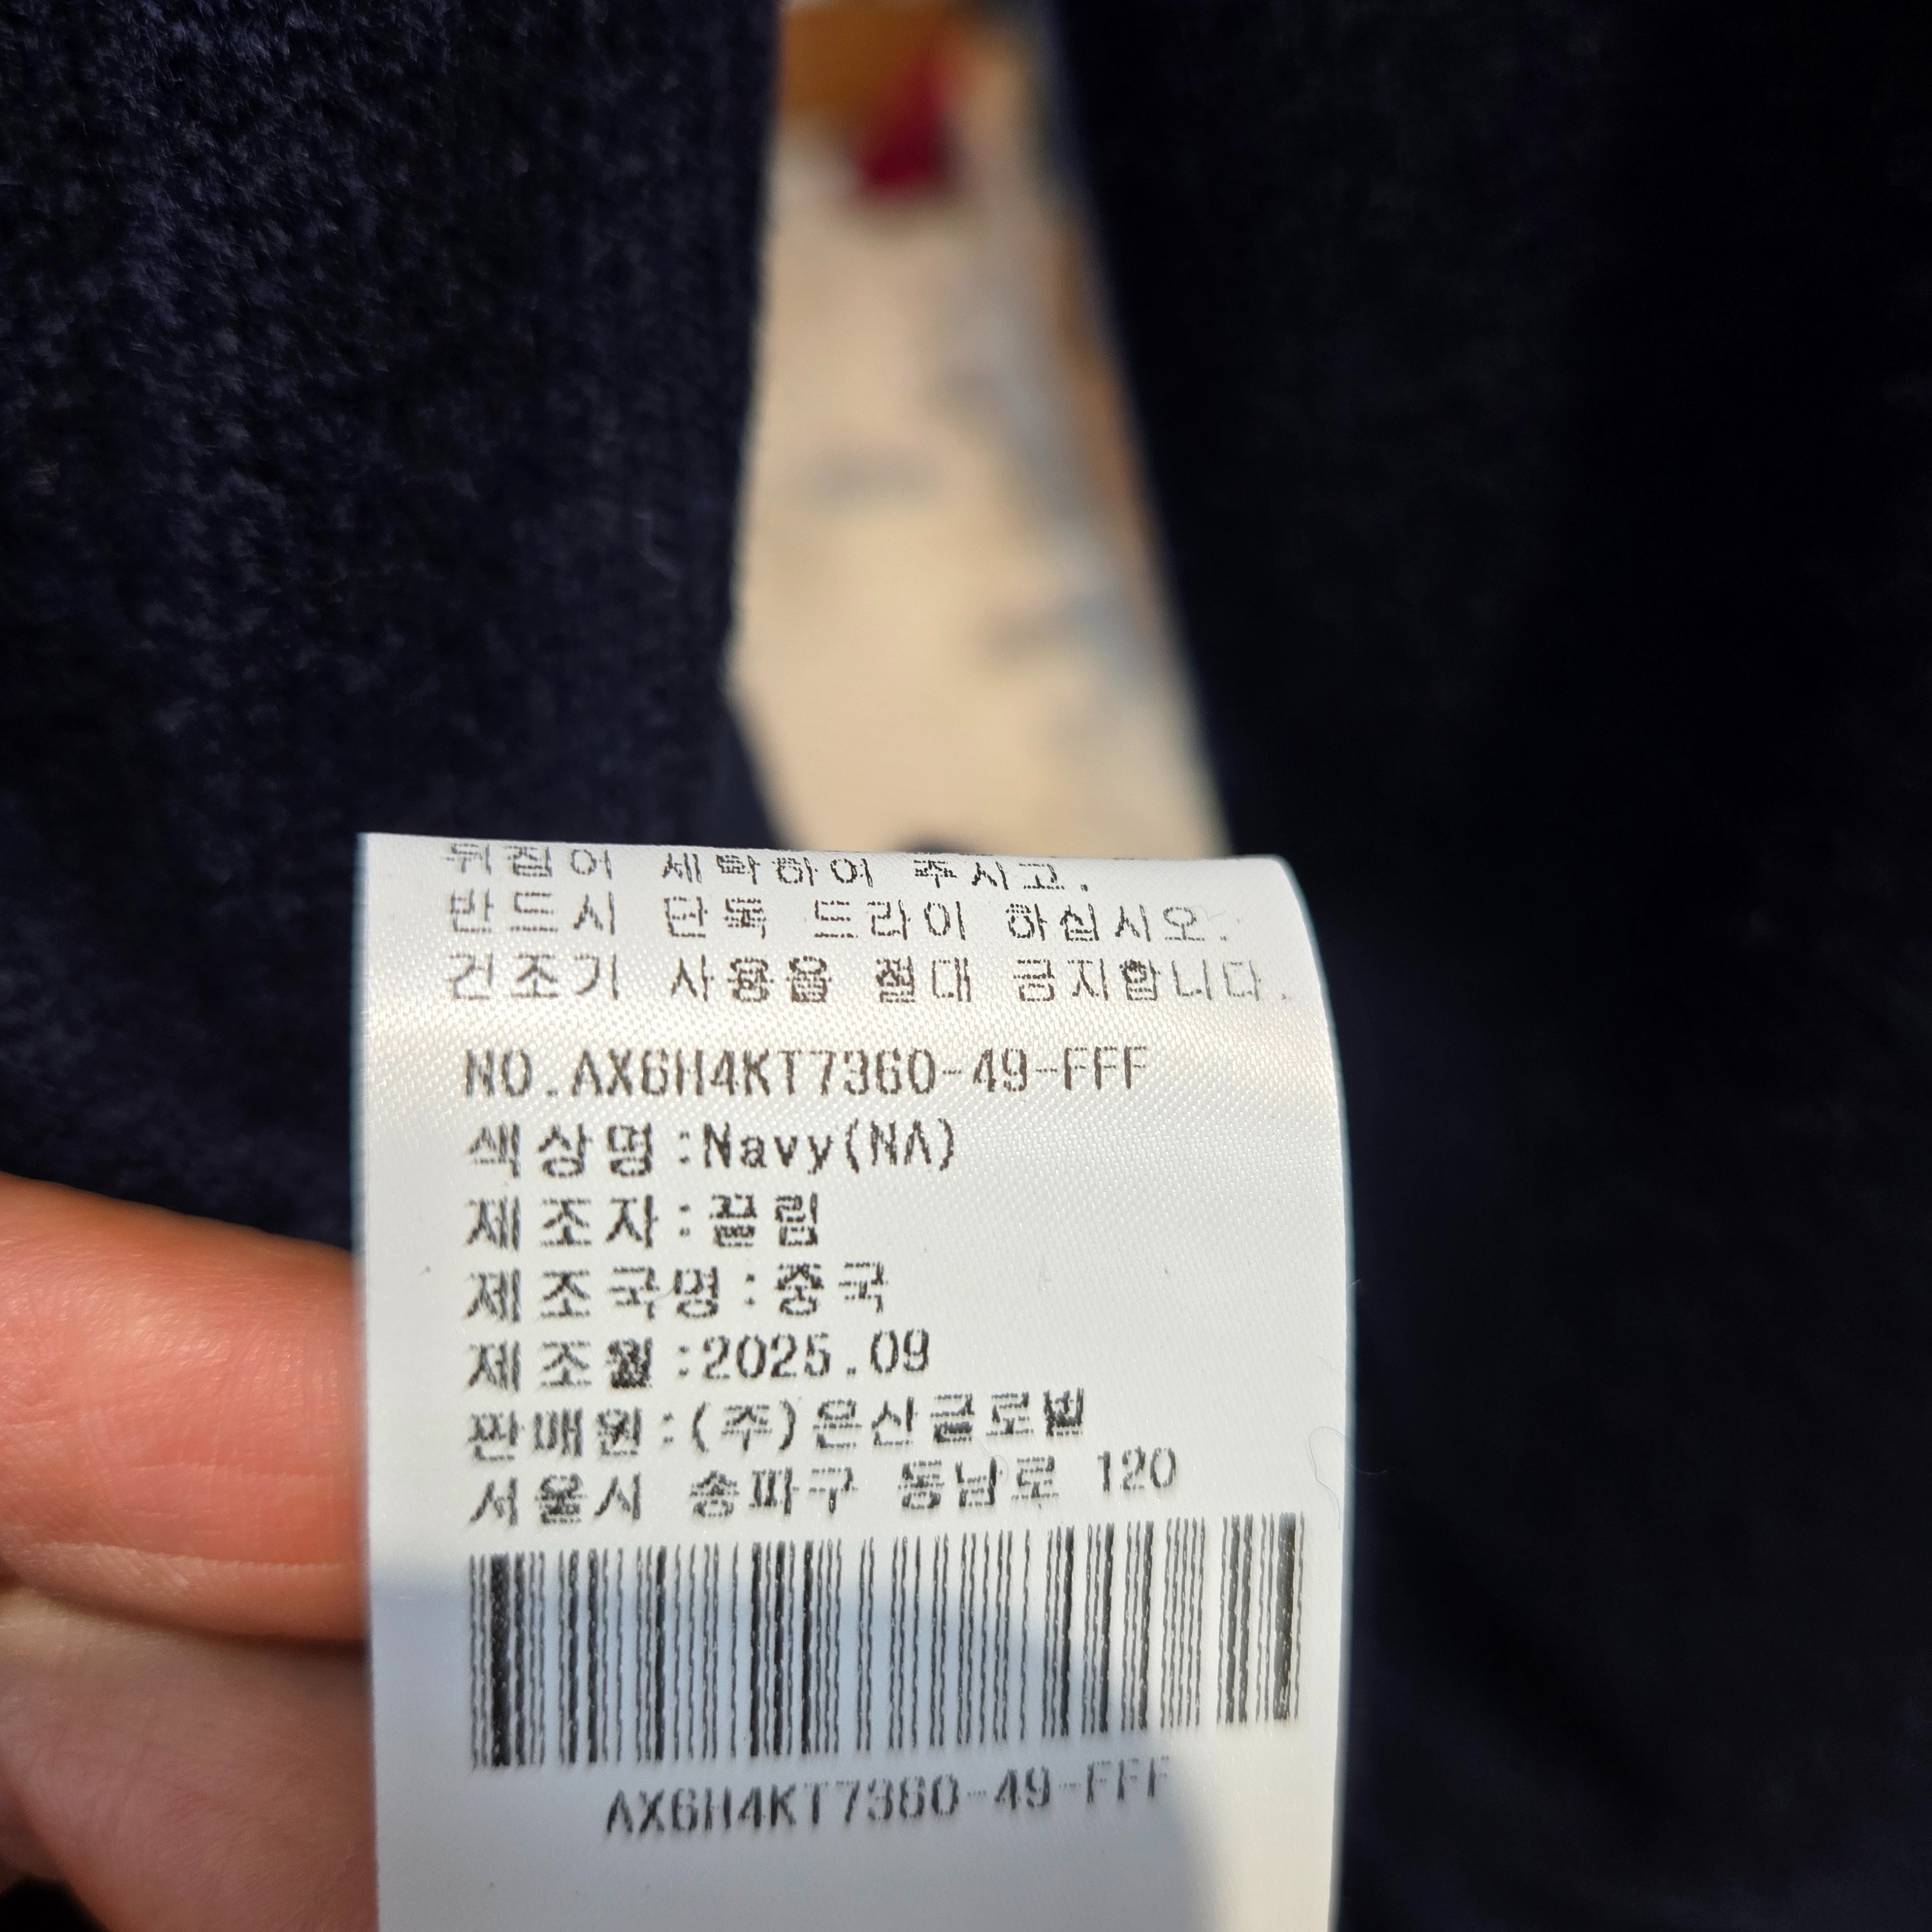 뒤집어 세탁하여 주시고.
반드시 단독 드라이 하십시오.
건조기 사용을 절대 금지합니다.
NO.AX6H4KT7360-49-FFF
색상명:Navy(NA)
제조자:끌림
제조국명:중국
제조월:2025.09
판매원:(주)은산글로벌
서울시 송파구 동남로 120
AX6H4KT7360-49-FFF